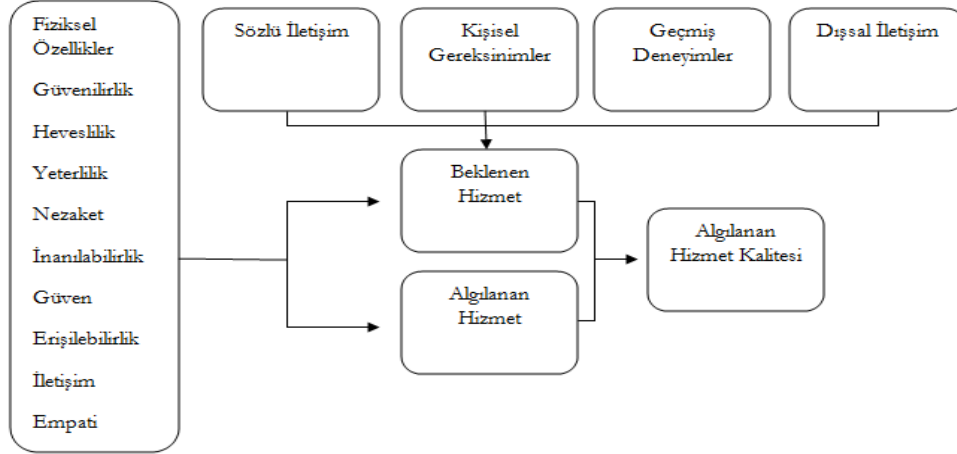 Fiziksel
Özellikler
Güvenilirlik
Heveslilik
Yeterlilik
Nezaket
İnanılabilirlik
Güven
Erişilebilirlik
İletişim
Empati
Sözlü İletişim
Kişisel
Gereksinimler
Geçmiş
Deneyimler
Dışsal İletişim
Beklenen
Hizmet
Algılanan
Hizmet
Algılanan
Hizmet Kalitesi